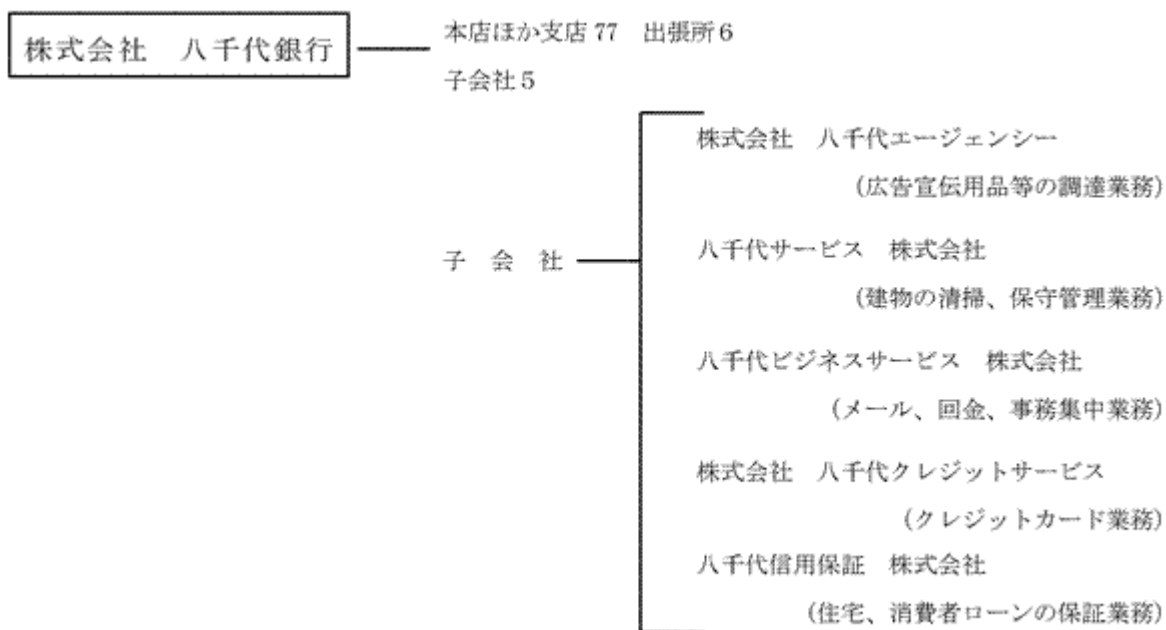 株式会社　八千代銀行
本店ほか支店 77　出張所 6
子会社 5
子　会　社
株式会社　八千代エージェンシー
(広告宣伝用品等の調達業務)
八千代サービス　株式会社
(建物の清掃、保守管理業務)
八千代ビジネスサービス　株式会社
(メール、回金、事務集中業務)
株式会社　八千代クレジットサービス
(クレジットカード業務)
八千代信用保証　株式会社
(住宅、消費者ローンの保証業務)